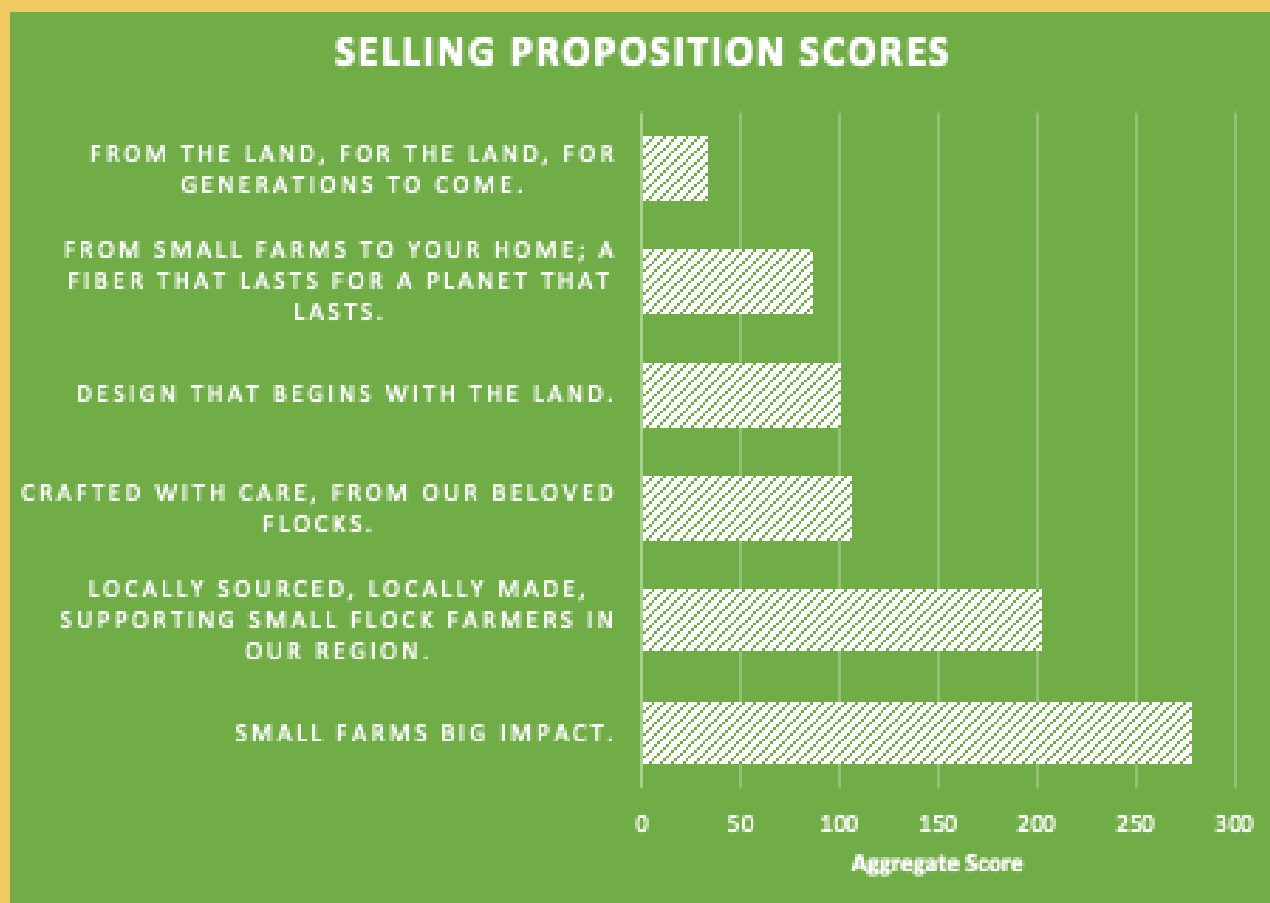 SELLING PROPOSITION SCORES
FROM THE LAND, FOR THE LAND, FOR
GENERATIONS TO COME.
FROM SMALL FARMS TO YOUR HOME; A
FIBER THAT LASTS FOR A PLANET THAT
LASTS.
DESIGN THAT BEGINS WITH THE LAND.
CRAFTED WITH CARE, FROM OUR BELOVED
FLOCKS.
LOCALLY SOURCED, LOCALLY MADE,
SUPPORTING SMALL FLOCK FARMERS IN
OUR REGION.
SMALL FARMS BIG IMPACT.
0 50 100 150 200 250 300
Aggregate Score